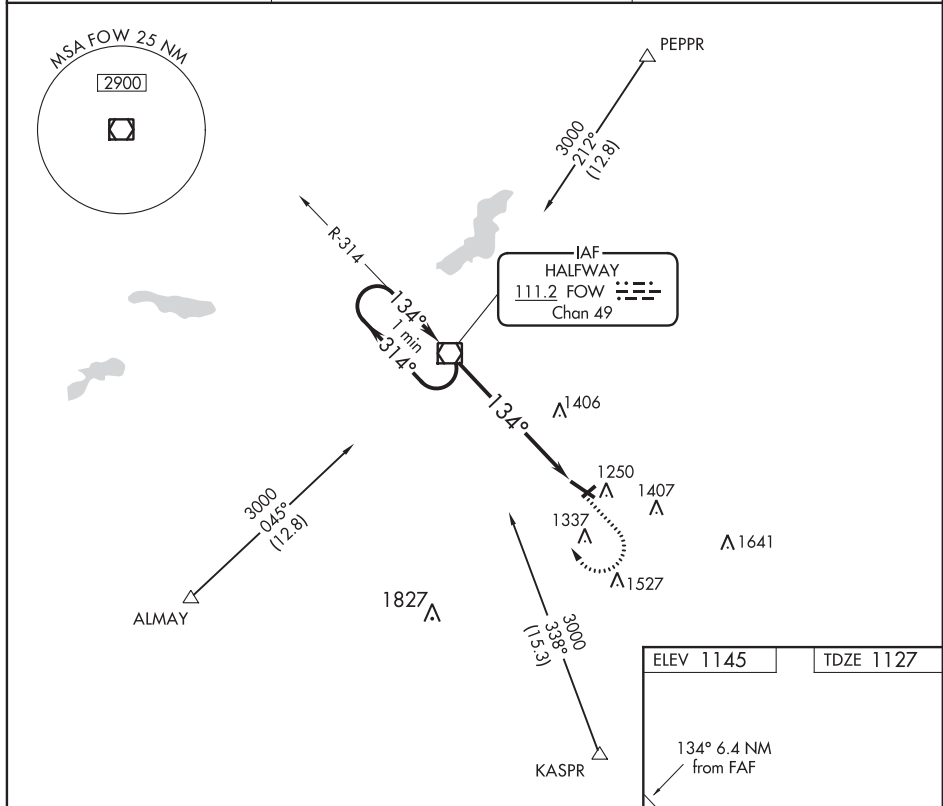 MSA FOW 25 NM
2900
PEPPR
3000
212°
(12.8)
R-314
IAF
HALFWAY
111.2 FOW
Chan 49
134°
1 min
314°
134°
1406
1250
1407
1337
1641
1527
3000
045°
(12.8)
ALMAY
1827
3000
338°
(15.3)
KASPR
ELEV 1145
TDZE 1127
134° 6.4 NM
from FAF